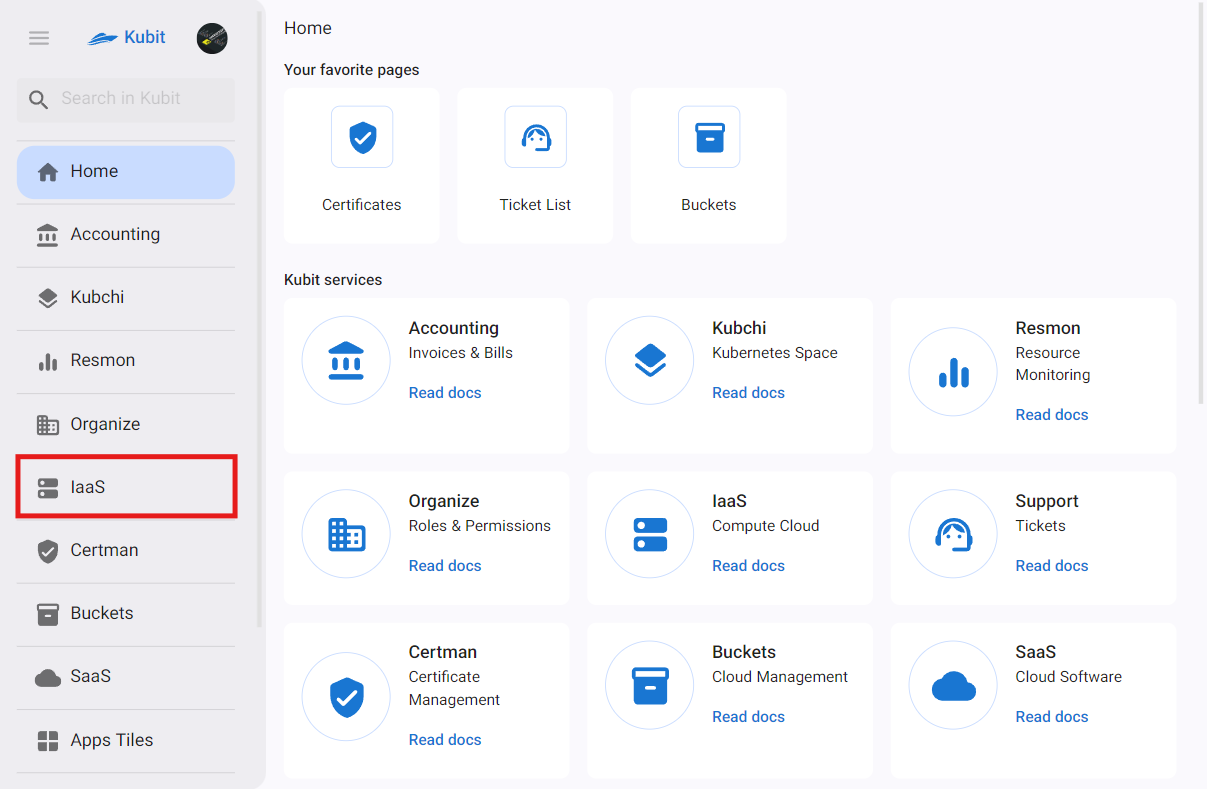 Kubit
Search in Kubit
Home
Accounting
Kubchi
Resmon
Organize
IaaS
Certman
Buckets
SaaS
Apps Tiles
Home
Your favorite pages
Certificates
Ticket List
Buckets
Kubit services
Accounting
Invoices & Bills
Read docs
Kubchi
Kubernetes Space
Read docs
Resmon
Resource
Monitoring
Read docs
Organize
Roles & Permissions
Read docs
IaaS
Compute Cloud
Read docs
Support
Tickets
Read docs
Certman
Certificate
Management
Read docs
Buckets
Cloud Management
Read docs
SaaS
Cloud Software
Read docs